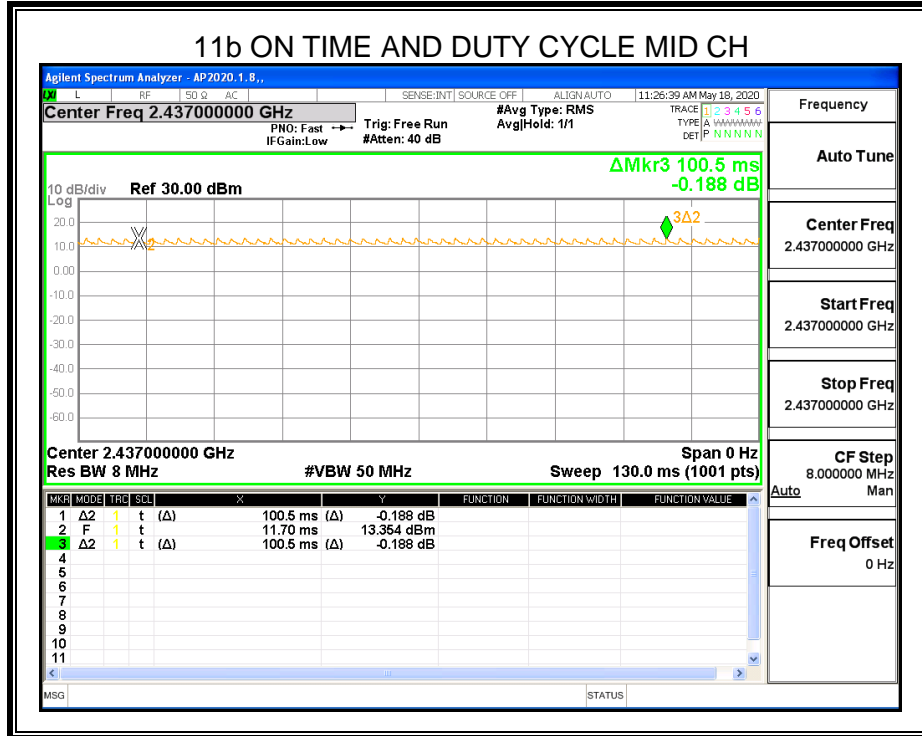 11b ON TIME AND DUTY CYCLE MID CH
Agilent Spectrum Analyzer - AP2020.1.8,,
LXI L RF 50 Ω AC SENSE:INT SOURCE OFF ALIGN AUTO 11:26:39 AM May 18, 2020
Center Freq 2.437000000 GHz
PNO: Fast
IFGain:Low
Trig: Free Run
#Atten: 40 dB
#Avg Type: RMS
Avg|Hold: 1/1
TRACE 1 2 3 4 5 6
TYPE A WWWWW
DET P N N N N N
ΔMkr3 100.5 ms
-0.188 dB
10 dB/div Ref 30.00 dBm
Log
20.0
10.0
0.00
-10.0
-20.0
-30.0
-40.0
-50.0
-60.0
2
3Δ2
Center 2.437000000 GHz Span 0 Hz
Res BW 8 MHz #VBW 50 MHz Sweep 130.0 ms (1001 pts)
MKR MODE TRC SCL X Y FUNCTION FUNCTION WIDTH FUNCTION VALUE
1 Δ2 1 t (Δ) 100.5 ms (Δ) -0.188 dB
2 F 1 t 11.70 ms 13.354 dBm
3 Δ2 1 t (Δ) 100.5 ms (Δ) -0.188 dB
4
5
6
7
8
9
10
11
MSG STATUS
Frequency
Auto Tune
Center Freq
2.437000000 GHz
Start Freq
2.437000000 GHz
Stop Freq
2.437000000 GHz
CF Step
8.000000 MHz
Auto Man
Freq Offset
0 Hz